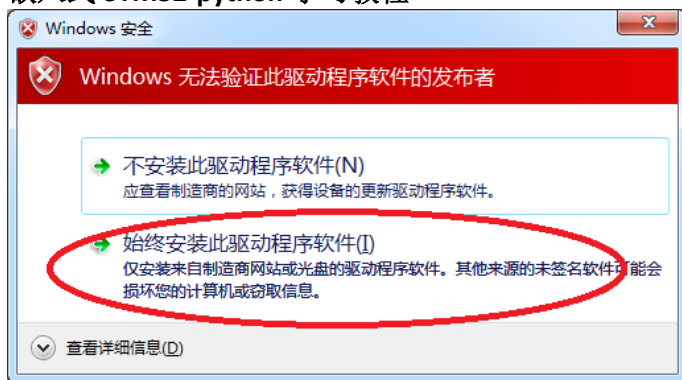 Windows 安全
Windows 无法验证此驱动程序软件的发布者
不安装此驱动程序软件(N)
应查看制造商的网站，获得设备的更新驱动程序软件。
始终安装此驱动程序软件(I)
仅安装来自制造商网站或光盘的驱动程序软件。其他来源的未签名软件可能会
损坏您的计算机或窃取信息。
查看详细信息(D)